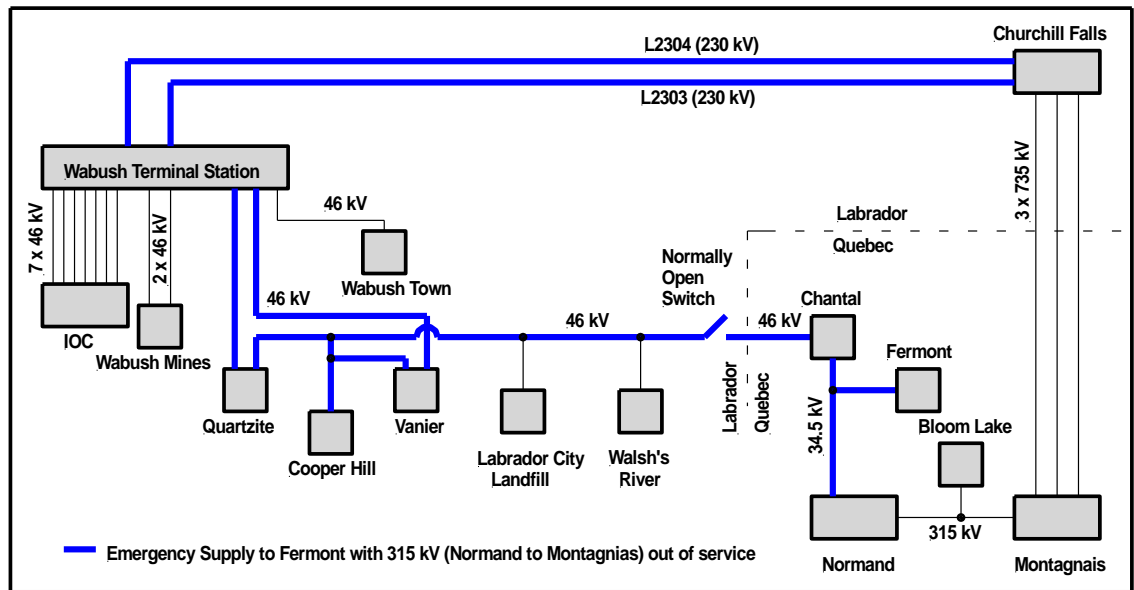 Churchill Falls
L2304 (230 kV)
L2303 (230 kV)
Wabush Terminal Station
7 x 46 kV
2 x 46 kV
46 kV
3 x 735 kV
Labrador
Quebec
Wabush Town
Normally
Open
Switch
IOC
Wabush Mines
46 kV
46 kV
46 kV
Chantal
Fermont
Labrador
Quebec
34.5 kV
Quartzite
Cooper Hill
Vanier
Labrador City
Landfill
Walsh's
River
Bloom Lake
315 kV
Emergency Supply to Fermont with 315 kV (Normand to Montagnias) out of service
Normand
Montagnais